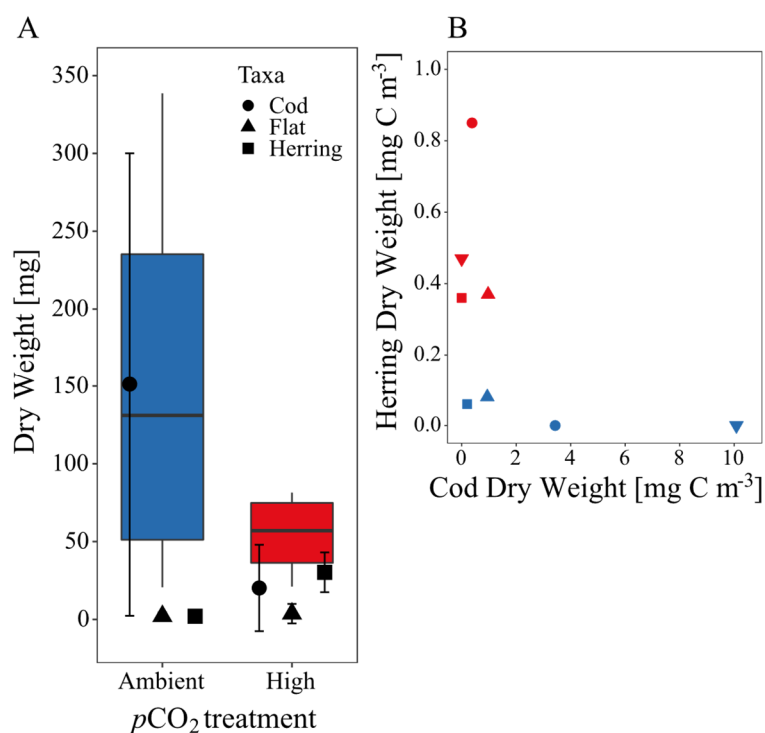 A
Dry Weight [mg]
350
300
250
200
150
100
50
0
Taxa
Cod
Flat
Herring
Ambient
High
pCO₂ treatment
B
Herring Dry Weight [mg C m⁻³]
1.0
0.8
0.6
0.4
0.2
0.0
0 2 4 6 8 10
Cod Dry Weight [mg C m⁻³]